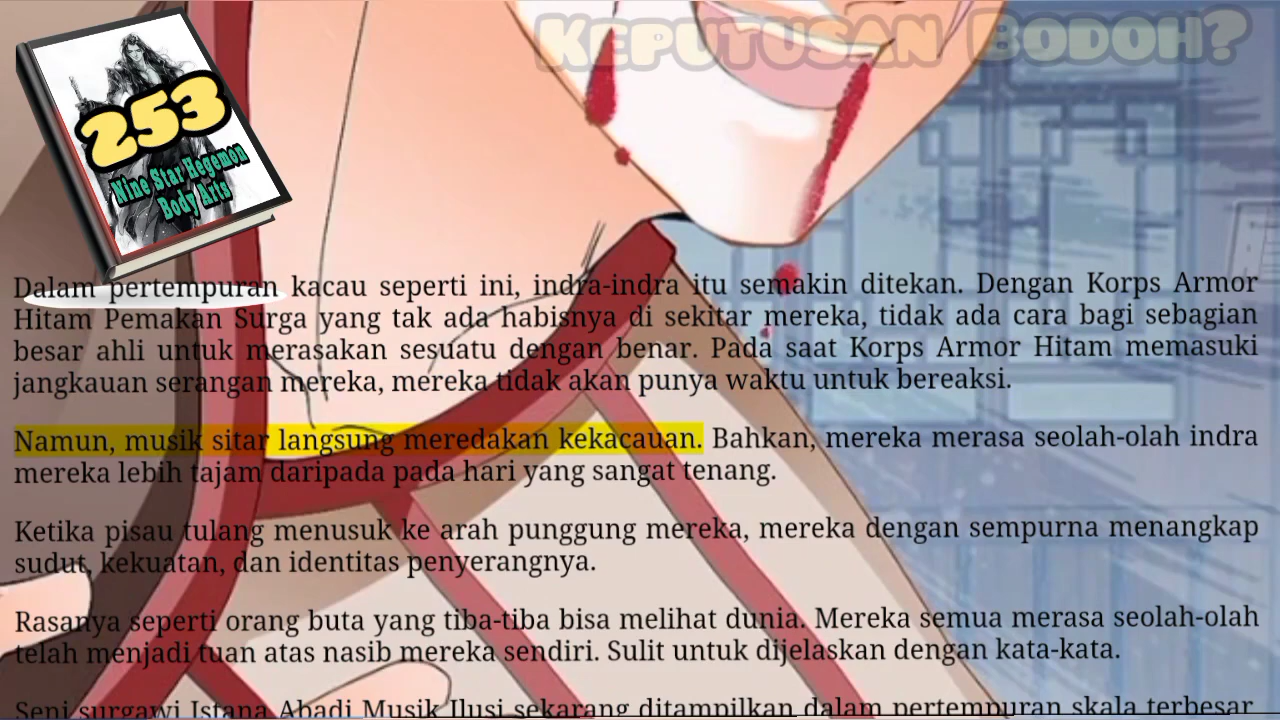 KEPUTUSAN BODOH?
253
Nine Star Hegemon
Body Arts
Dalam pertempuran kacau seperti ini, indra-indra itu semakin ditekan. Dengan Korps Armor
Hitam Pemakan Surga yang tak ada habisnya di sekitar mereka, tidak ada cara bagi sebagian
besar ahli untuk merasakan sesuatu dengan benar. Pada saat Korps Armor Hitam memasuki
jangkauan serangan mereka, mereka tidak akan punya waktu untuk bereaksi.
Namun, musik sitar langsung meredakan kekacauan. Bahkan, mereka merasa seolah-olah indra
mereka lebih tajam daripada pada hari yang sangat tenang.
Ketika pisau tulang menusuk ke arah punggung mereka, mereka dengan sempurna menangkap
sudut, kekuatan, dan identitas penyerangnya.
Rasanya seperti orang buta yang tiba-tiba bisa melihat dunia. Mereka semua merasa seolah-olah
telah menjadi tuan atas nasib mereka sendiri. Sulit untuk dijelaskan dengan kata-kata.
Seni surgawi Istana Abadi Musik Ilusi sekarang ditampilkan dalam pertempuran skala terbesar